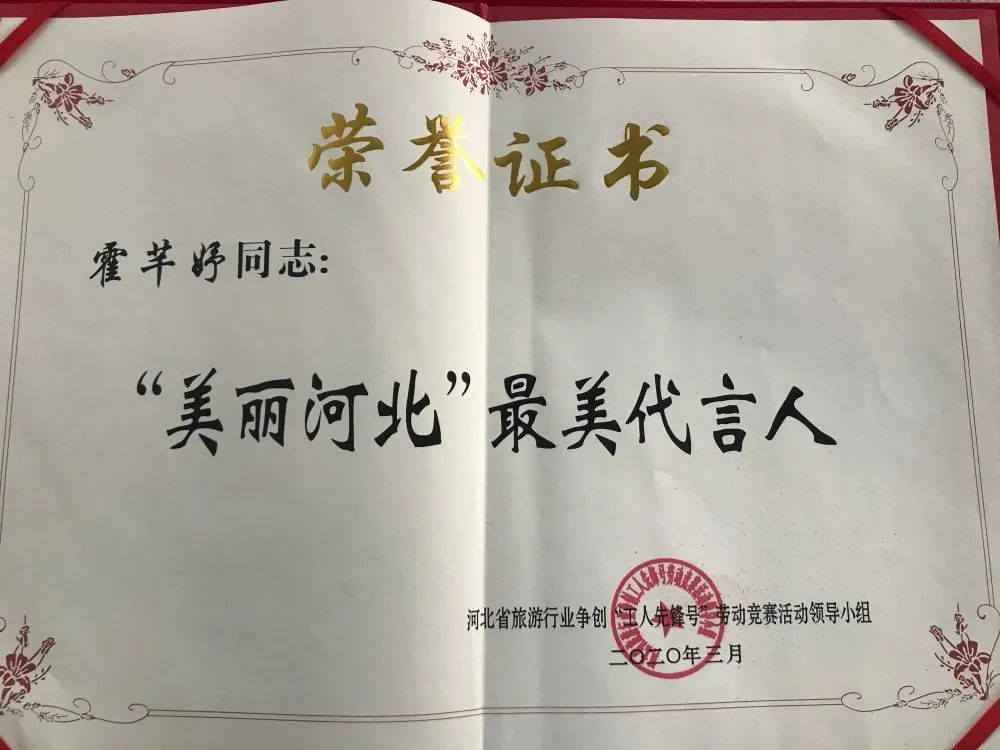 荣誉证书
霍芊妤同志:
“美丽河北”最美代言人
河北省旅游行业争创“工人先锋号”劳动竞赛活动领导小组
二〇二〇年三月